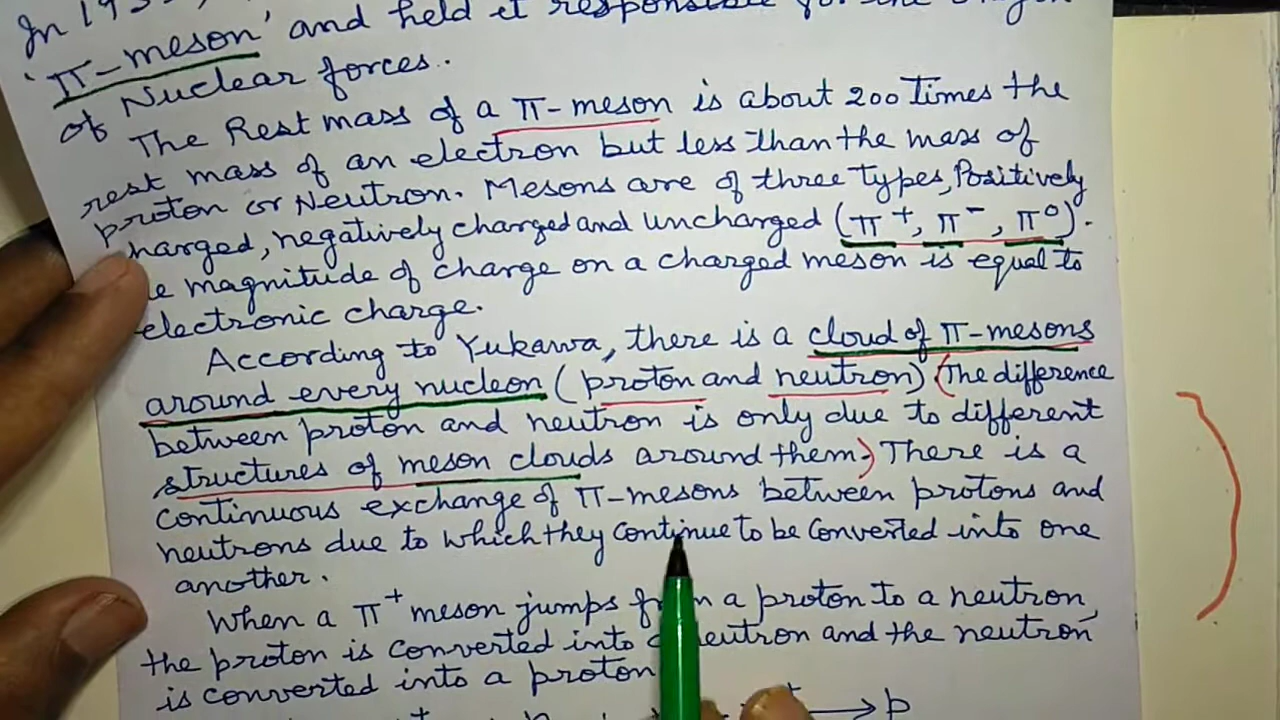 In 193
'π-meson' and held it responsible for the
of Nuclear forces.
The Rest mass of a π-meson is about 200 Times the
rest mass of an electron but less than the mass of
proton or Neutron. Mesons are of three types, Positively
harged, negatively charged and uncharged (π⁺, π⁻, π⁰).
e magnitude of charge on a charged meson is equal to
electronic charge.
According to Yukawa, there is a cloud of π-mesons
around every nucleon (proton and neutron) (The difference
between proton and neutron is only due to different
structures of meson clouds around them.) There is a
continuous exchange of π-mesons between protons and
neutrons due to which they continue to be converted into one
another.
When a π⁺ meson jumps from a proton to a neutron,
the proton is converted into neutron and the neutron
is converted into a proton
→ p